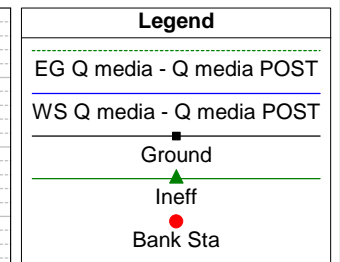 Legend
EG Q media - Q media POST
WS Q media - Q media POST
Ground
Ineff
Bank Sta